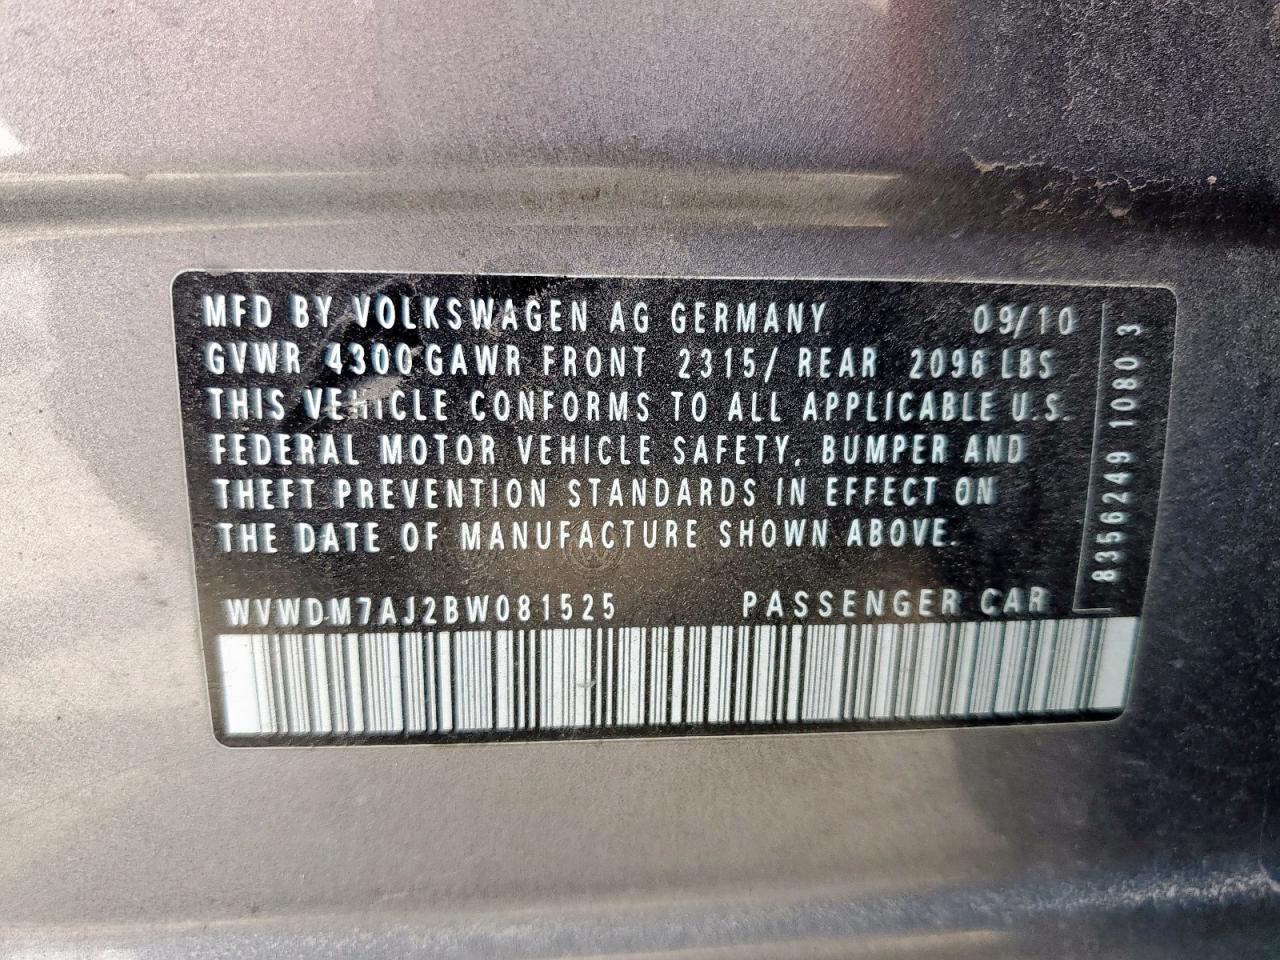 MFD BY VOLKSWAGEN AG GERMANY 09/10
GVWR 4300 GAWR FRONT 2315/ REAR 2096 LBS
THIS VEHICLE CONFORMS TO ALL APPLICABLE U.S.
FEDERAL MOTOR VEHICLE SAFETY, BUMPER AND
THEFT PREVENTION STANDARDS IN EFFECT ON
THE DATE OF MANUFACTURE SHOWN ABOVE.
WVWDM7AJ2BW081525 PASSENGER CAR
8356249 10803